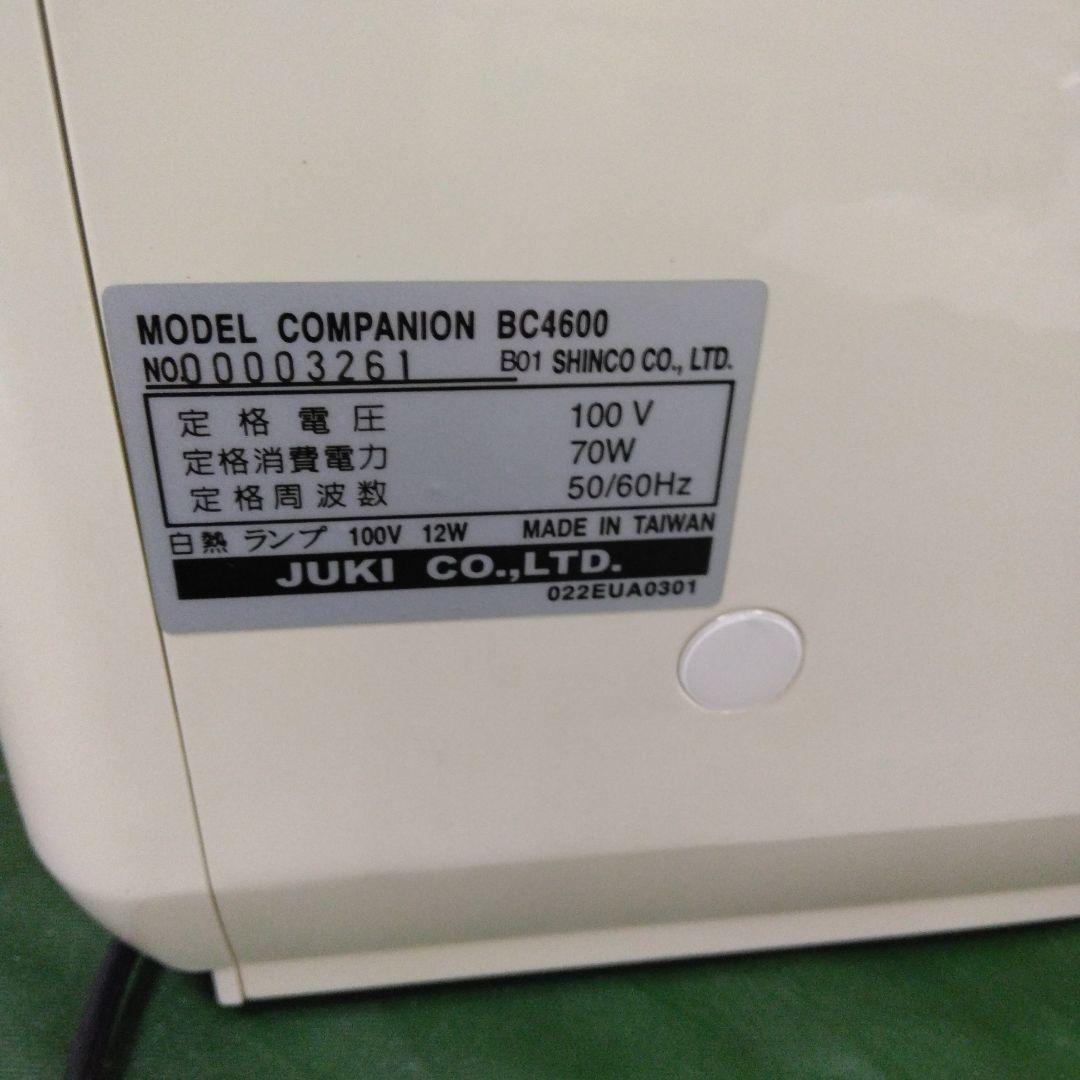 MODEL COMPANION BC4600
NO.00003261 B01 SHINCO CO., LTD.
定格電圧 100 V
定格消費電力 70W
定格周波数 50/60Hz
白熱 ランプ 100V 12W MADE IN TAIWAN
JUKI CO.,LTD.
022EUA0301